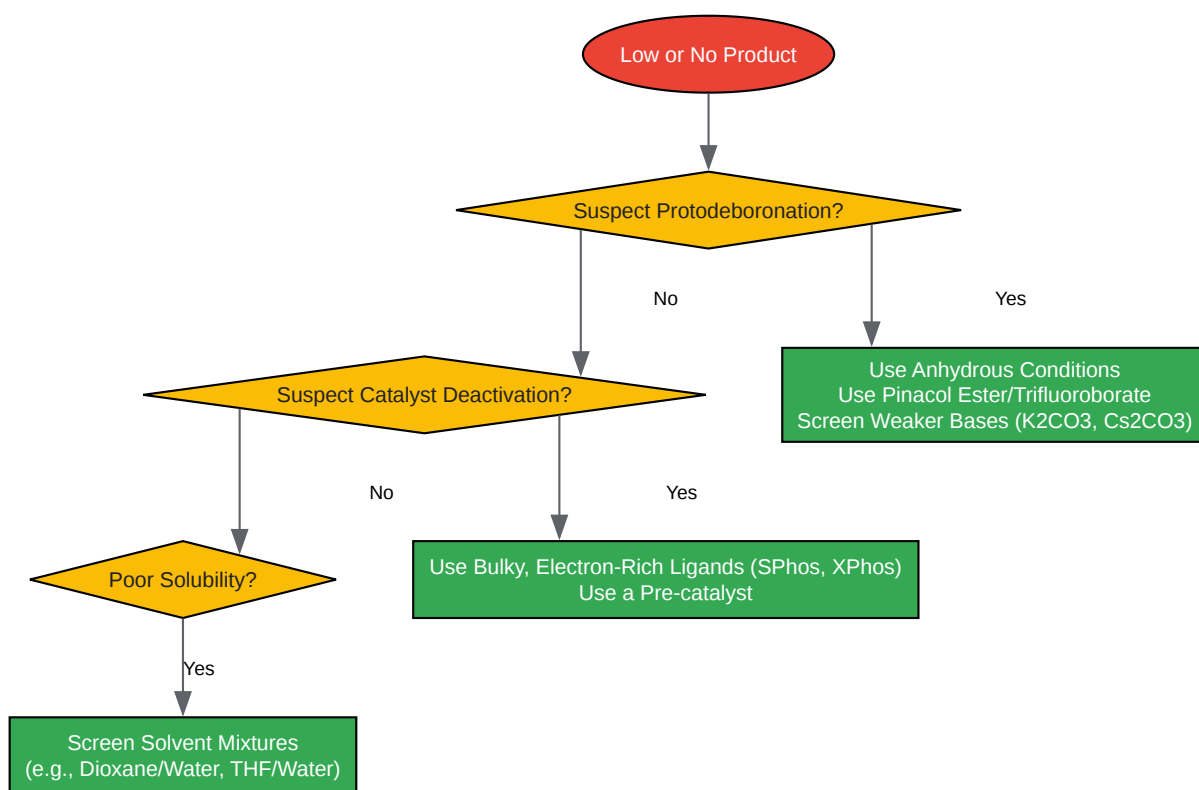 Low or No Product
Suspect Protodeboronation?
No
Yes
Use Anhydrous Conditions
Use Pinacol Ester/Trifluoroborate
Screen Weaker Bases (K2CO3, Cs2CO3)
Suspect Catalyst Deactivation?
No
Yes
Use Bulky, Electron-Rich Ligands (SPhos, XPhos)
Use a Pre-catalyst
Poor Solubility?
Yes
Screen Solvent Mixtures
(e.g., Dioxane/Water, THF/Water)